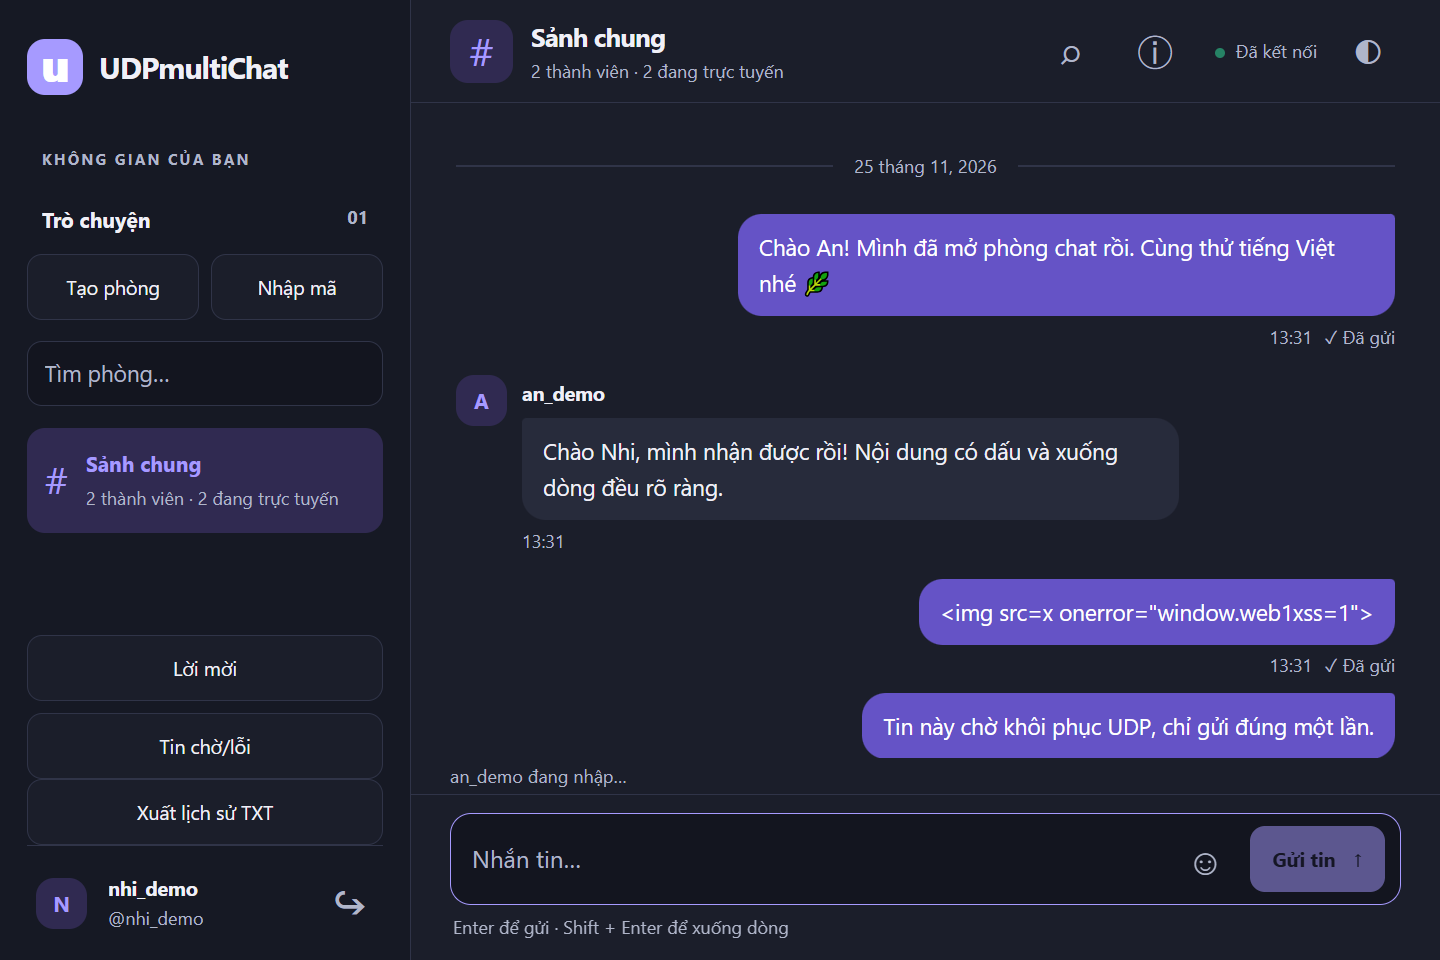 u UDPmultiChat
KHÔNG GIAN CỦA BẠN
Trò chuyện 01
Tạo phòng Nhập mã
Tìm phòng...
# Sảnh chung
2 thành viên · 2 đang trực tuyến
Lời mời
Tin chờ/lỗi
Xuất lịch sử TXT
N nhi_demo
@nhi_demo
# Sảnh chung
2 thành viên · 2 đang trực tuyến
Đã kết nối
25 tháng 11, 2026
Chào An! Mình đã mở phòng chat rồi. Cùng thử tiếng Việt
nhé 🌿
13:31 ✓ Đã gửi
A an_demo
Chào Nhi, mình nhận được rồi! Nội dung có dấu và xuống
dòng đều rõ ràng.
13:31
<img src=x onerror="window.web1xss=1">
13:31 ✓ Đã gửi
Tin này chờ khôi phục UDP, chỉ gửi đúng một lần.
an_demo đang nhập...
Nhắn tin...
Gửi tin ↑
Enter để gửi · Shift + Enter để xuống dòng